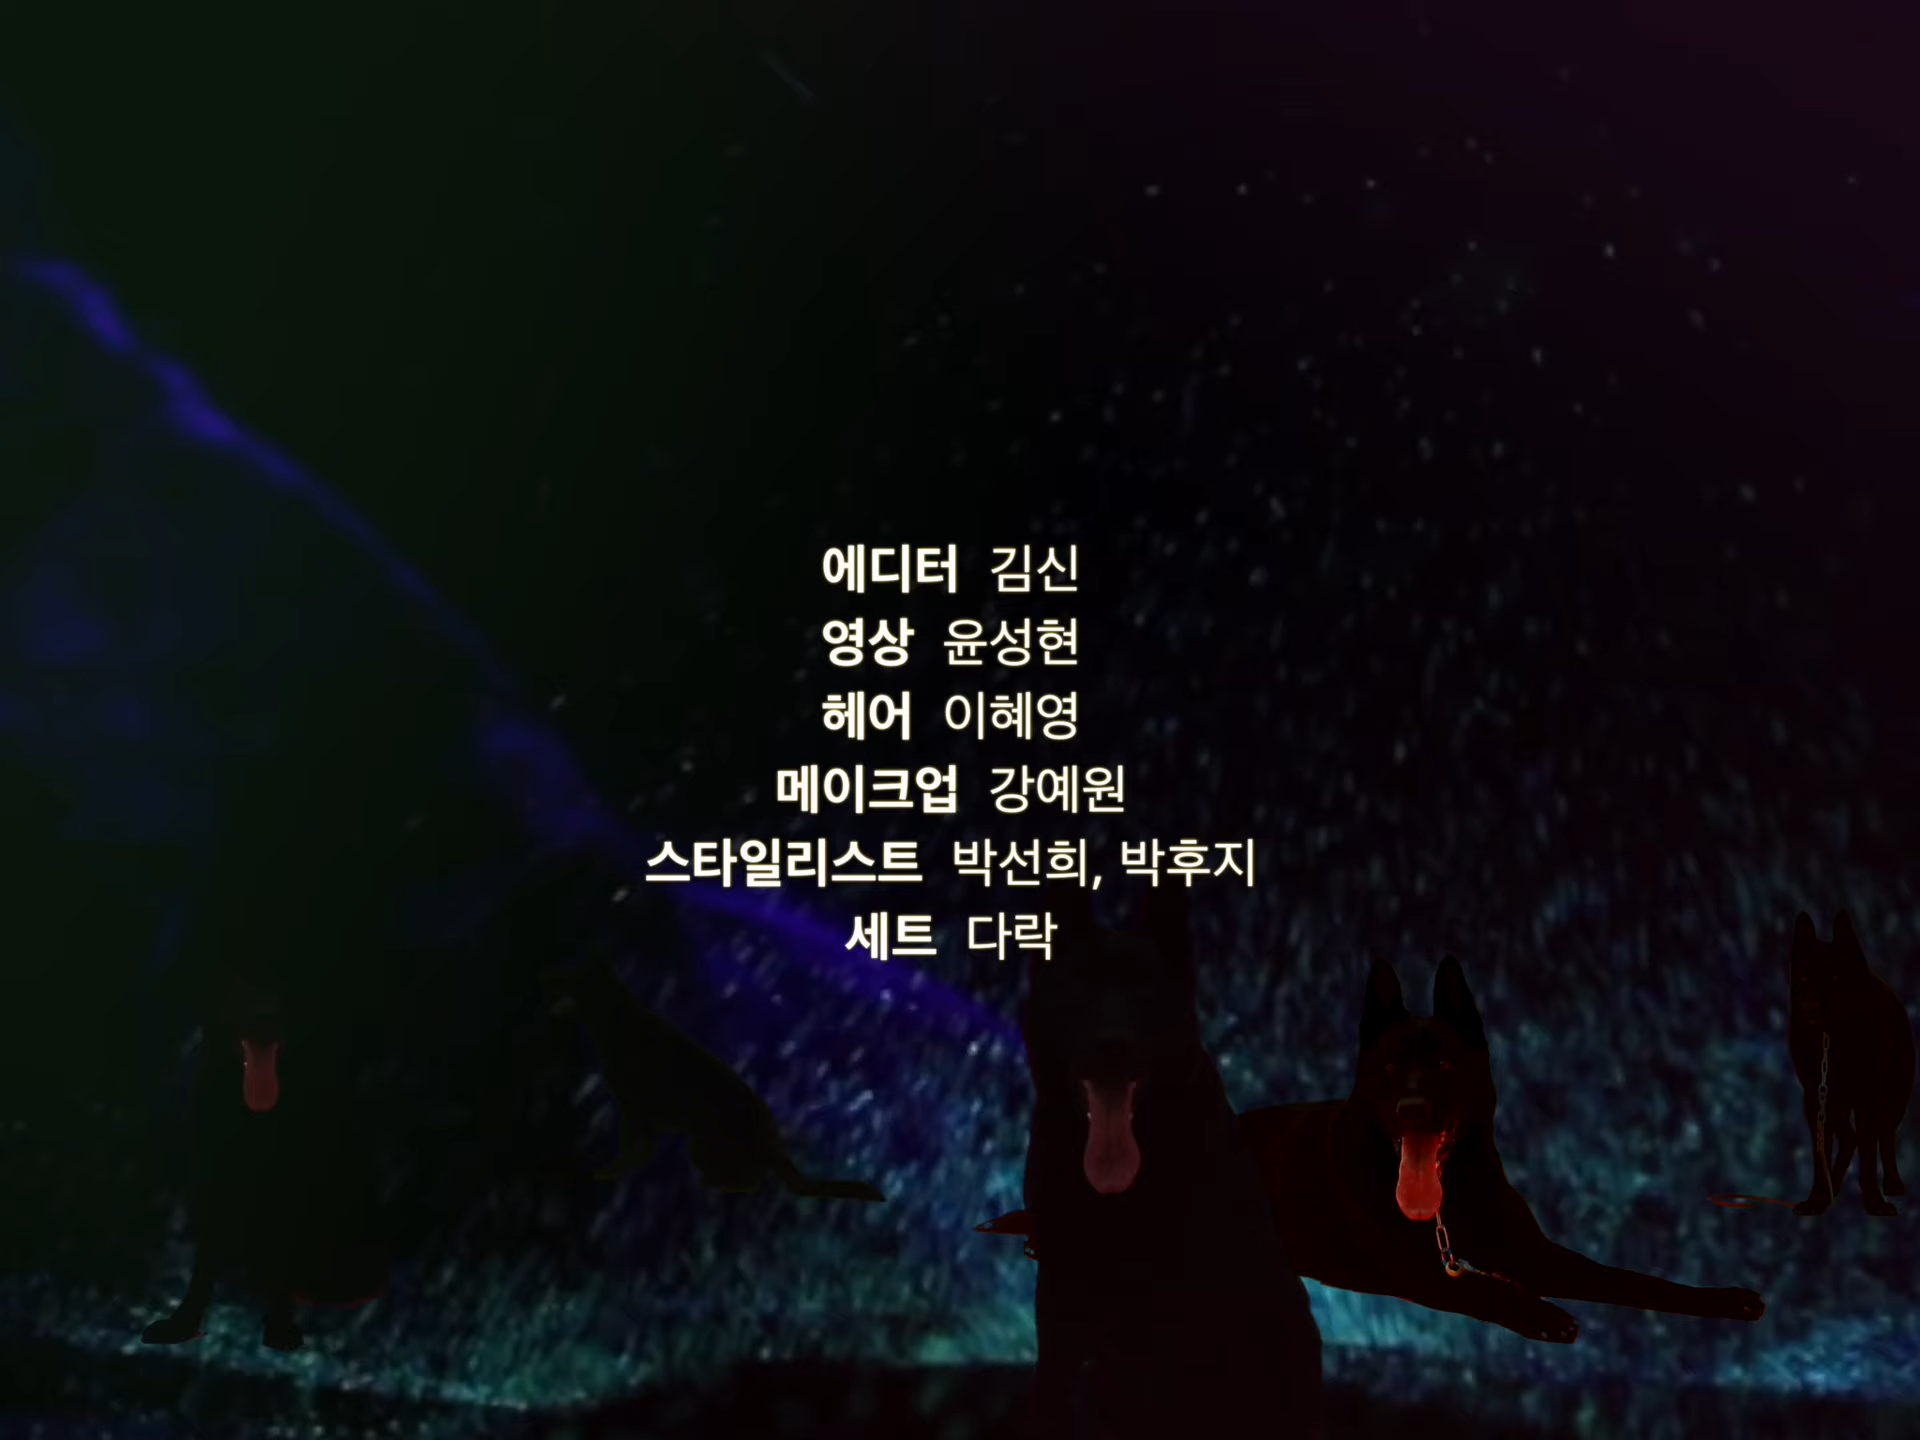 에디터 김신
영상 윤성현
헤어 이혜영
메이크업 강예원
스타일리스트 박선희, 박후지
세트 다락